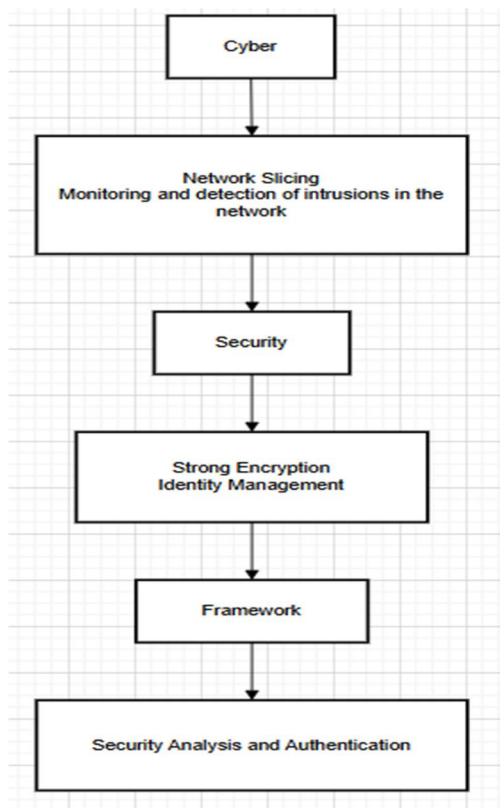 Cyber
Network Slicing
Monitoring and detection of intrusions in the
network
Security
Strong Encryption
Identity Management
Framework
Security Analysis and Authentication